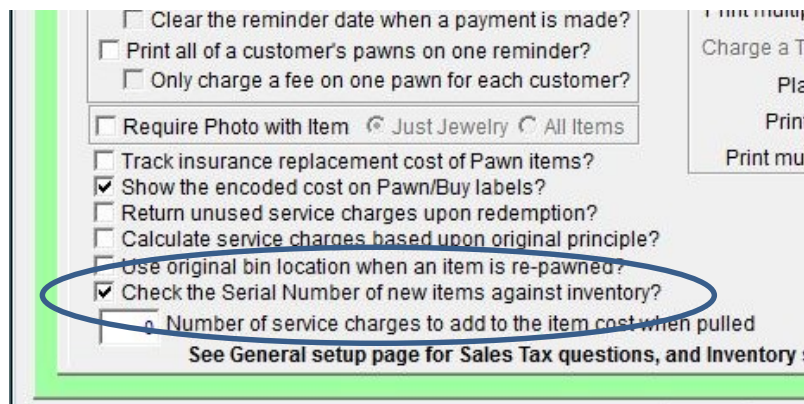 Clear the reminder date when a payment is made?
Print all of a customer's pawns on one reminder?
Only charge a fee on one pawn for each customer?
Require Photo with Item Just Jewelry All Items
Track insurance replacement cost of Pawn items?
Show the encoded cost on Pawn/Buy labels?
Return unused service charges upon redemption?
Calculate service charges based upon original principle?
Use original bin location when an item is re-pawned?
Check the Serial Number of new items against inventory?
0 Number of service charges to add to the item cost when pulled
See General setup page for Sales Tax questions, and Inventory
Print
Charge a
Print
Print